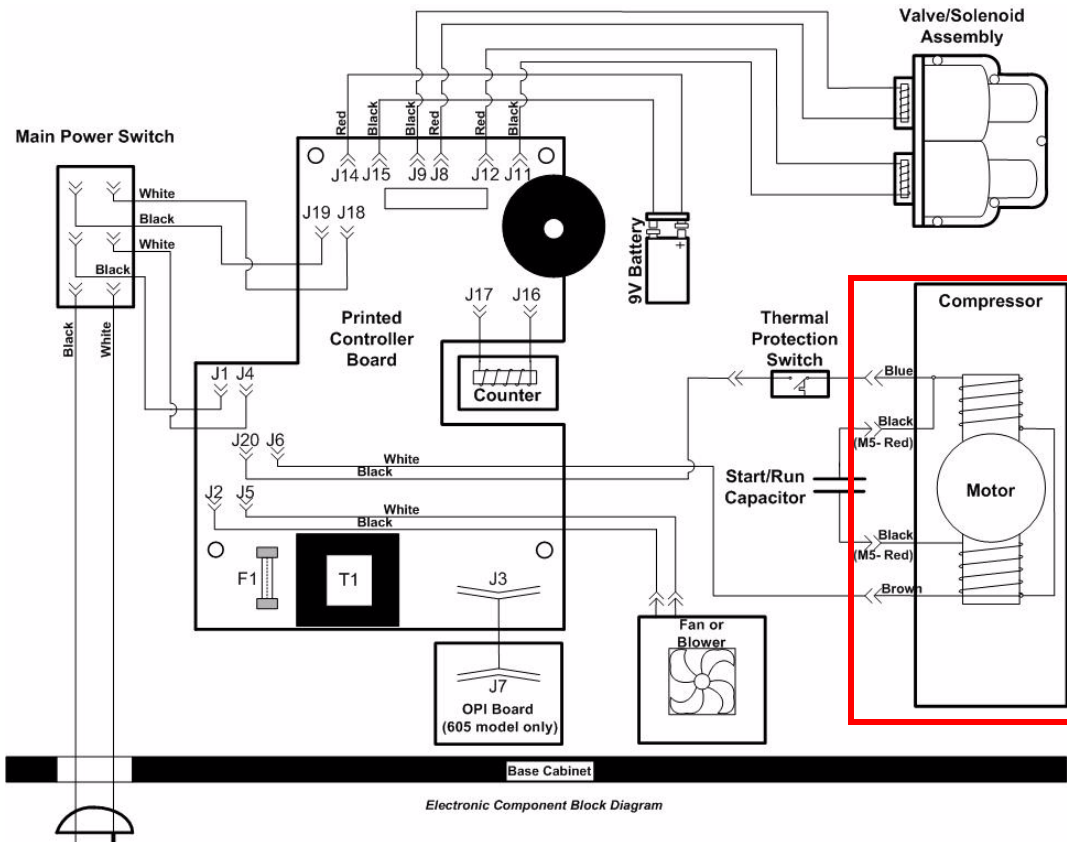 Valve/Solenoid
Assembly
Main Power Switch
Red
Black
Black
Red
Red
Black
J14
J15
J9
J8
J12
J11
White
Black
White
Black
J19
J18
9V Battery
+
Black
White
Printed
Controller
Board
J17
J16
Counter
Thermal
Protection
Switch
Compressor
Blue
Black
(M5- Red)
Start/Run
Capacitor
Motor
Black
(M5- Red)
Brown
J1
J4
J20
J6
White
Black
J2
J5
White
Black
F1
T1
J3
J7
OPI Board
(605 model only)
Fan or
Blower
Base Cabinet
Electronic Component Block Diagram